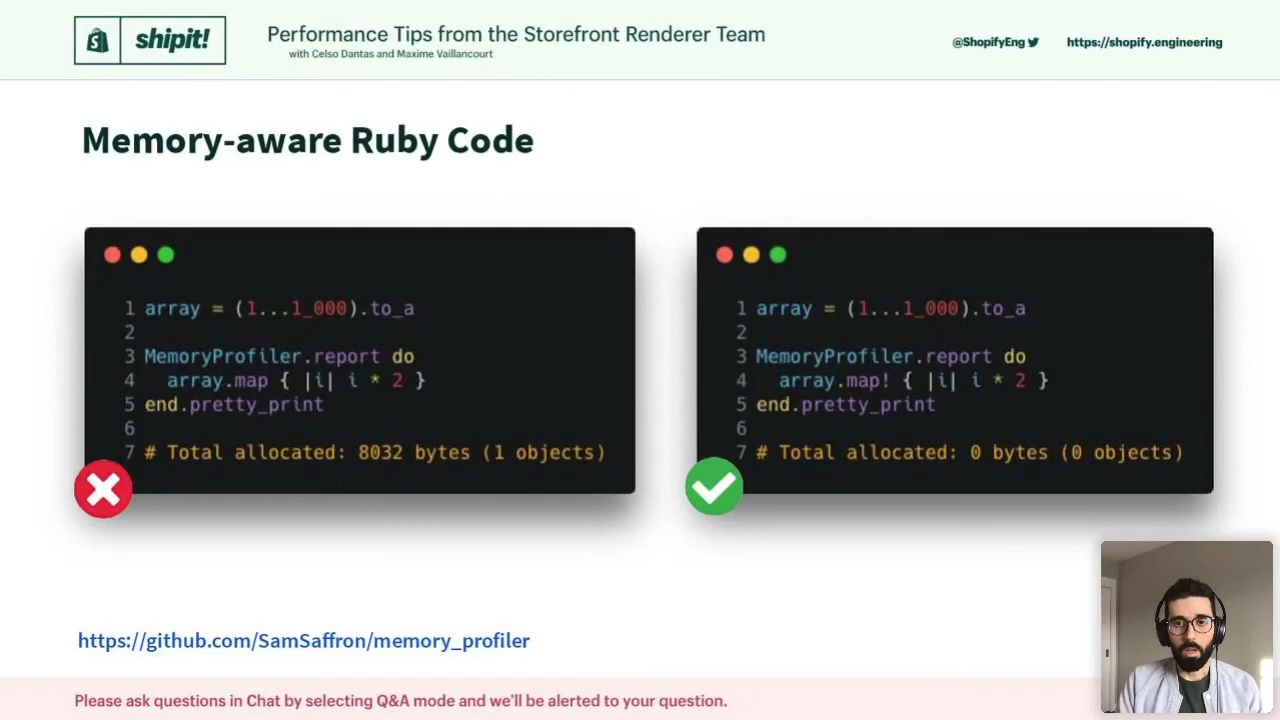 shipit!
Performance Tips from the Storefront Renderer Team
with Celso Dantas and Maxime Vaillancourt
@ShopifyEng
https://shopify.engineering
Memory-aware Ruby Code
1 array = (1...1_000).to_a
2
3 MemoryProfiler.report do
4   array.map { |i| i * 2 }
5 end.pretty_print
6
7 # Total allocated: 8032 bytes (1 objects)
1 array = (1...1_000).to_a
2
3 MemoryProfiler.report do
4   array.map! { |i| i * 2 }
5 end.pretty_print
6
7 # Total allocated: 0 bytes (0 objects)
https://github.com/SamSaffron/memory_profiler
Please ask questions in Chat by selecting Q&A mode and we'll be alerted to your question.